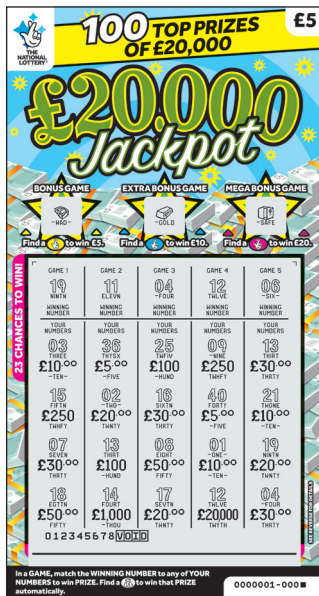 THE
NATIONAL
LOTTERY®
100 TOP PRIZES
OF £20,000
£5
£20,000
Jackpot
BONUS GAME EXTRA BONUS GAME MEGA BONUS GAME
-WAD- -GOLD- -SAFE-
Find a to win £5. Find a to win £10. Find a to win £20.
23 CHANCES TO WIN!
GAME 1 GAME 2 GAME 3 GAME 4 GAME 5
19 11 04 12 06
NINTN ELEVN -FOUR TWLVE -SIX-
WINNING WINNING WINNING WINNING WINNING
NUMBER NUMBER NUMBER NUMBER NUMBER
YOUR YOUR YOUR YOUR YOUR
NUMBERS NUMBERS NUMBERS NUMBERS NUMBERS
03 36 25 09 13
THREE THYSX TWFIV -NINE THIRT
£10.00 £5.00 £100 £250 £30.00
-TEN- -FIVE -HUND TWHFY THRTY
15 02 16 40 21
FIFTN -TWO- SIXTN FORTY TWONE
£250 £20.00 £30.00 £5.00 £10.00
TWHFY TWNTY THRTY -FIVE -TEN-
07 13 08 01 19
SEVEN THIRT EIGHT -ONE- NINTN
£30.00 £100 £50.00 £10.00 £20.00
THRTY -HUND FIFTY -TEN- TWNTY
18 14 17 12 04
EGTTN FOURT SEVTN TWLVE -FOUR
£50.00 £1,000 £20.00 £20000 £30.00
FIFTY -THOU TWNTY TWYTH THRTY
012345678 VOID
SEE REVERSE FOR DETAILS
In a GAME, match the WINNING NUMBER to any of YOUR
NUMBERS to win PRIZE. Find a to win that PRIZE
automatically.
0000001-000